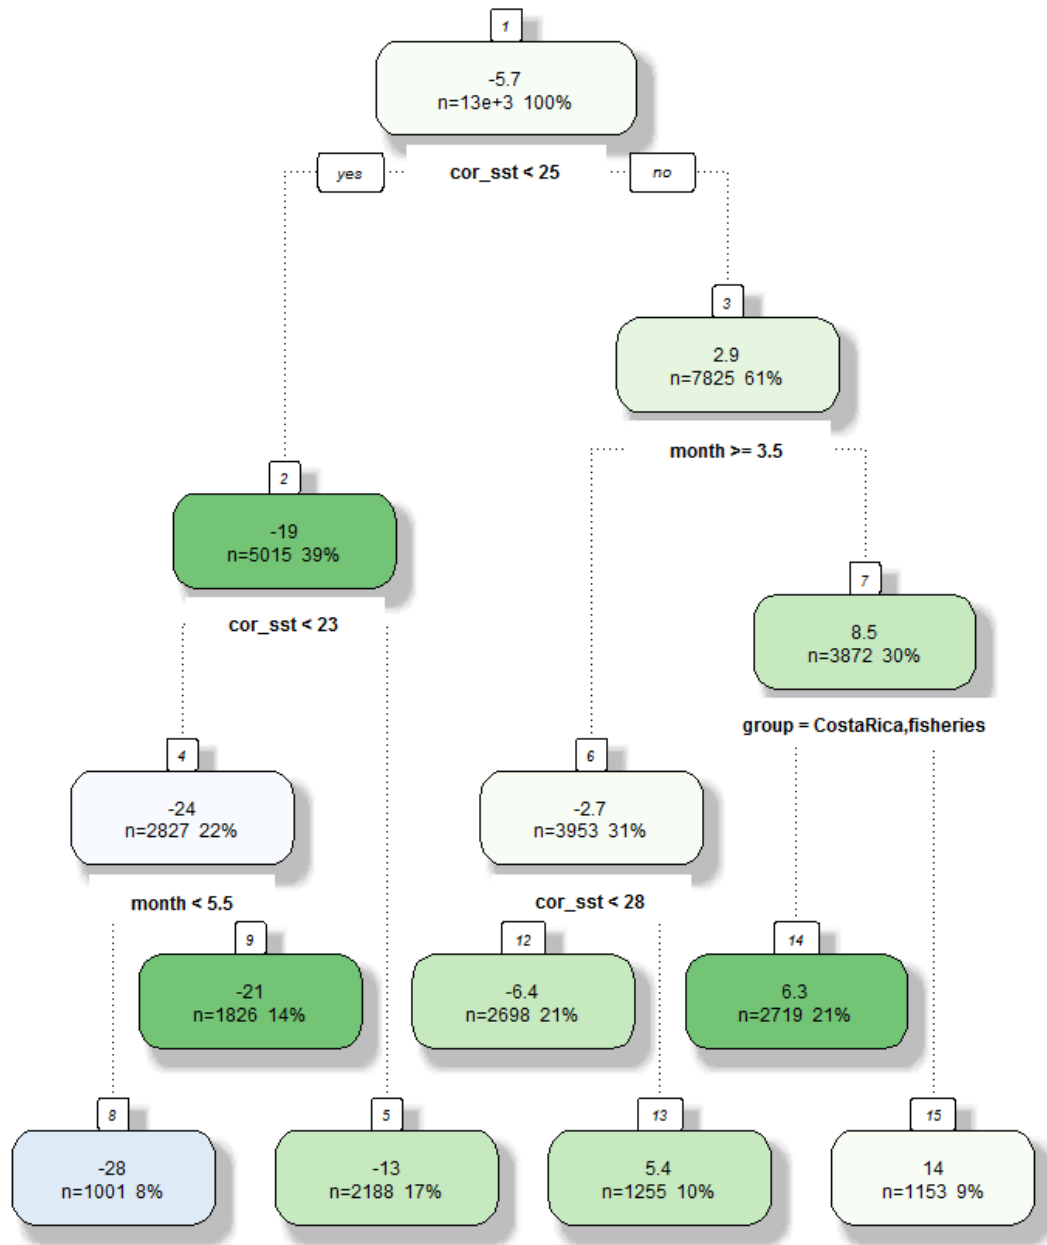 1
-5.7
n=13e+3 100%
yes
cor_sst < 25
no
3
2.9
n=7825 61%
month >= 3.5
2
-19
n=5015 39%
cor_sst < 23
7
8.5
n=3872 30%
group = CostaRica,fisheries
4
-24
n=2827 22%
month < 5.5
6
-2.7
n=3953 31%
cor_sst < 28
9
-21
n=1826 14%
12
-6.4
n=2698 21%
14
6.3
n=2719 21%
8
-28
n=1001 8%
5
-13
n=2188 17%
13
5.4
n=1255 10%
15
14
n=1153 9%